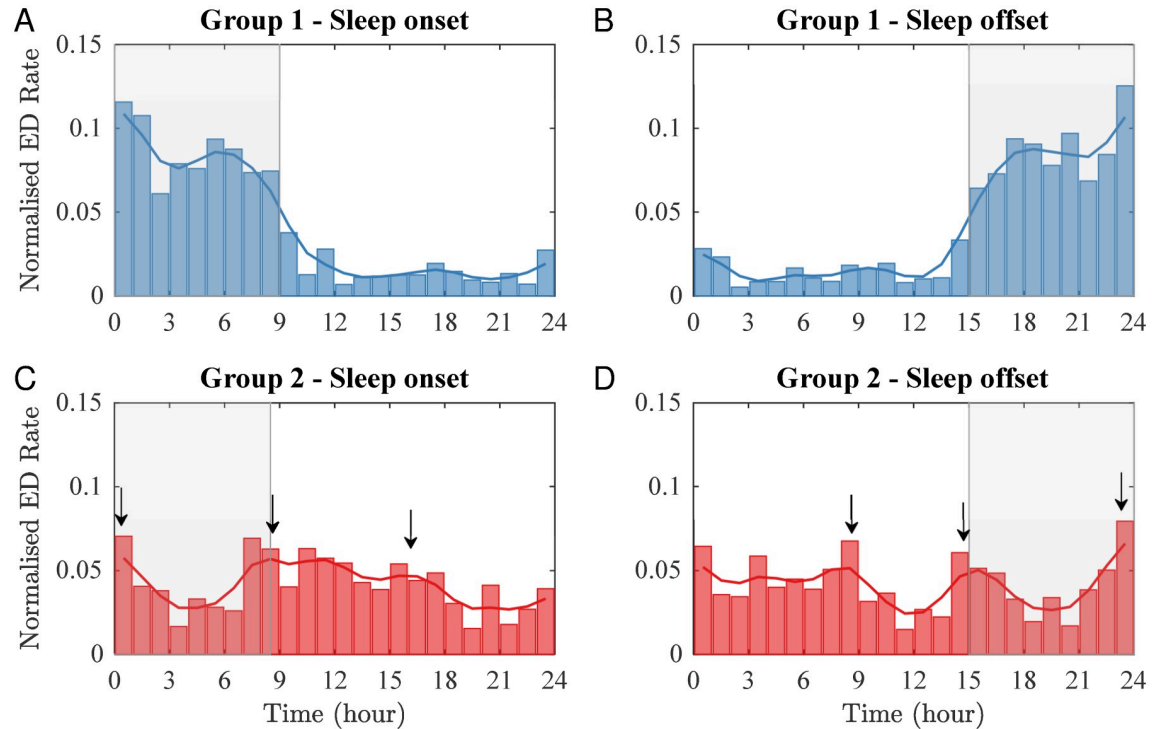 A Group 1 - Sleep onset
Normalised ED Rate
0.15
0.1
0.05
0
0 3 6 9 12 15 18 21 24
B Group 1 - Sleep offset
0.15
0.1
0.05
0
0 3 6 9 12 15 18 21 24
C Group 2 - Sleep onset
Normalised ED Rate
0.15
0.1
0.05
0
0 3 6 9 12 15 18 21 24
Time (hour)
D Group 2 - Sleep offset
0.15
0.1
0.05
0
0 3 6 9 12 15 18 21 24
Time (hour)